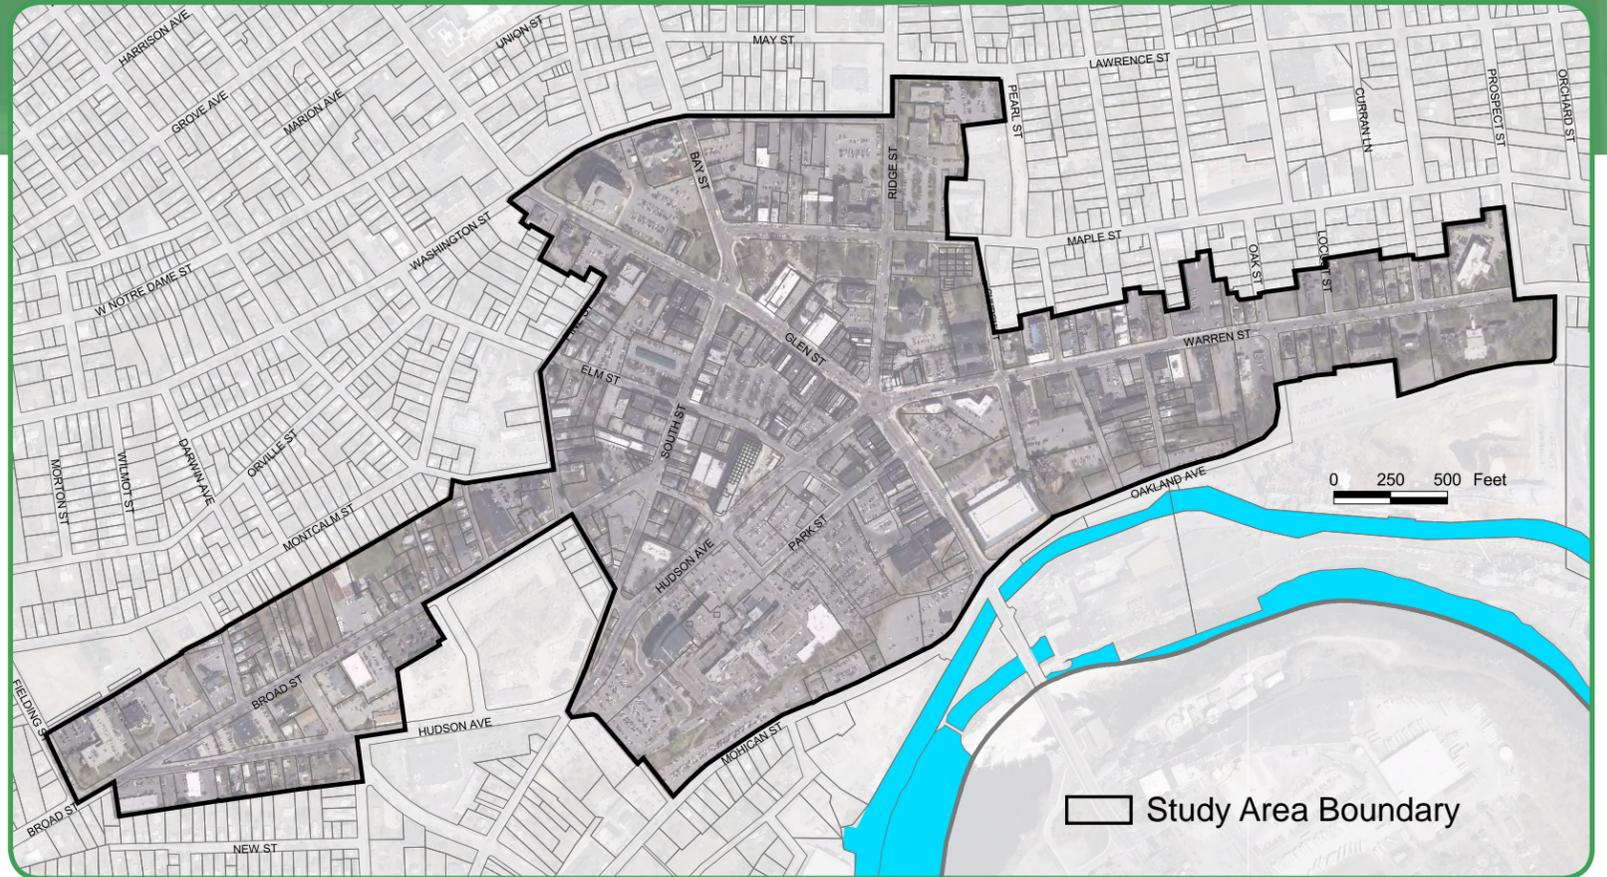 HARRISON AVE
UNION ST
MAY ST
LAWRENCE ST
GROVE AVE
MARION AVE
PEARL ST
CURRAN LN
PROSPECT ST
ORCHARD ST
BAY ST
RIDGE ST
WASHINGTON ST
MAPLE ST
OAK ST
W NOTRE DAME ST
GLEN ST
WARREN ST
ELM ST
SOUTH ST
MORTON ST
WILMOT ST
DARWIN AVE
ORVILLE ST
MONTCALM ST
OAKLAND AVE
0 250 500 Feet
PARK ST
HUDSON AVE
BROAD ST
HUDSON AVE
MOHICAN ST
BROAD ST
NEW ST
Study Area Boundary